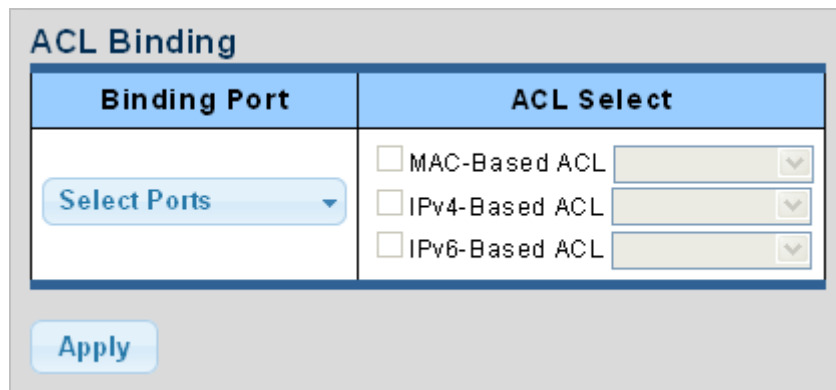 ACL Binding
Binding Port
ACL Select
Select Ports
MAC-Based ACL
IPv4-Based ACL
IPv6-Based ACL
Apply